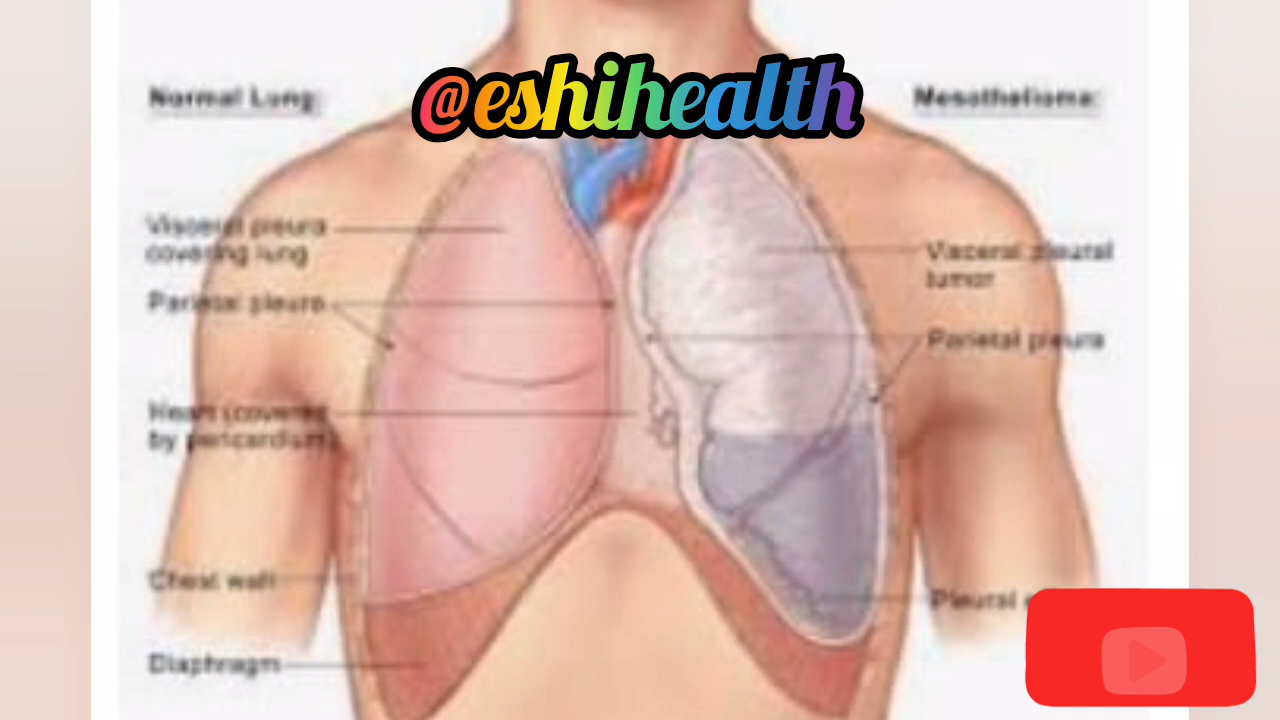 @eshihealth
Normal Lung:
Mesothelioma:
Visceral pleura
covering lung
Parietal pleura
Heart (covered
by pericardium)
Chest wall
Diaphragm
Visceral pleural
tumor
Parietal pleura
Pleural